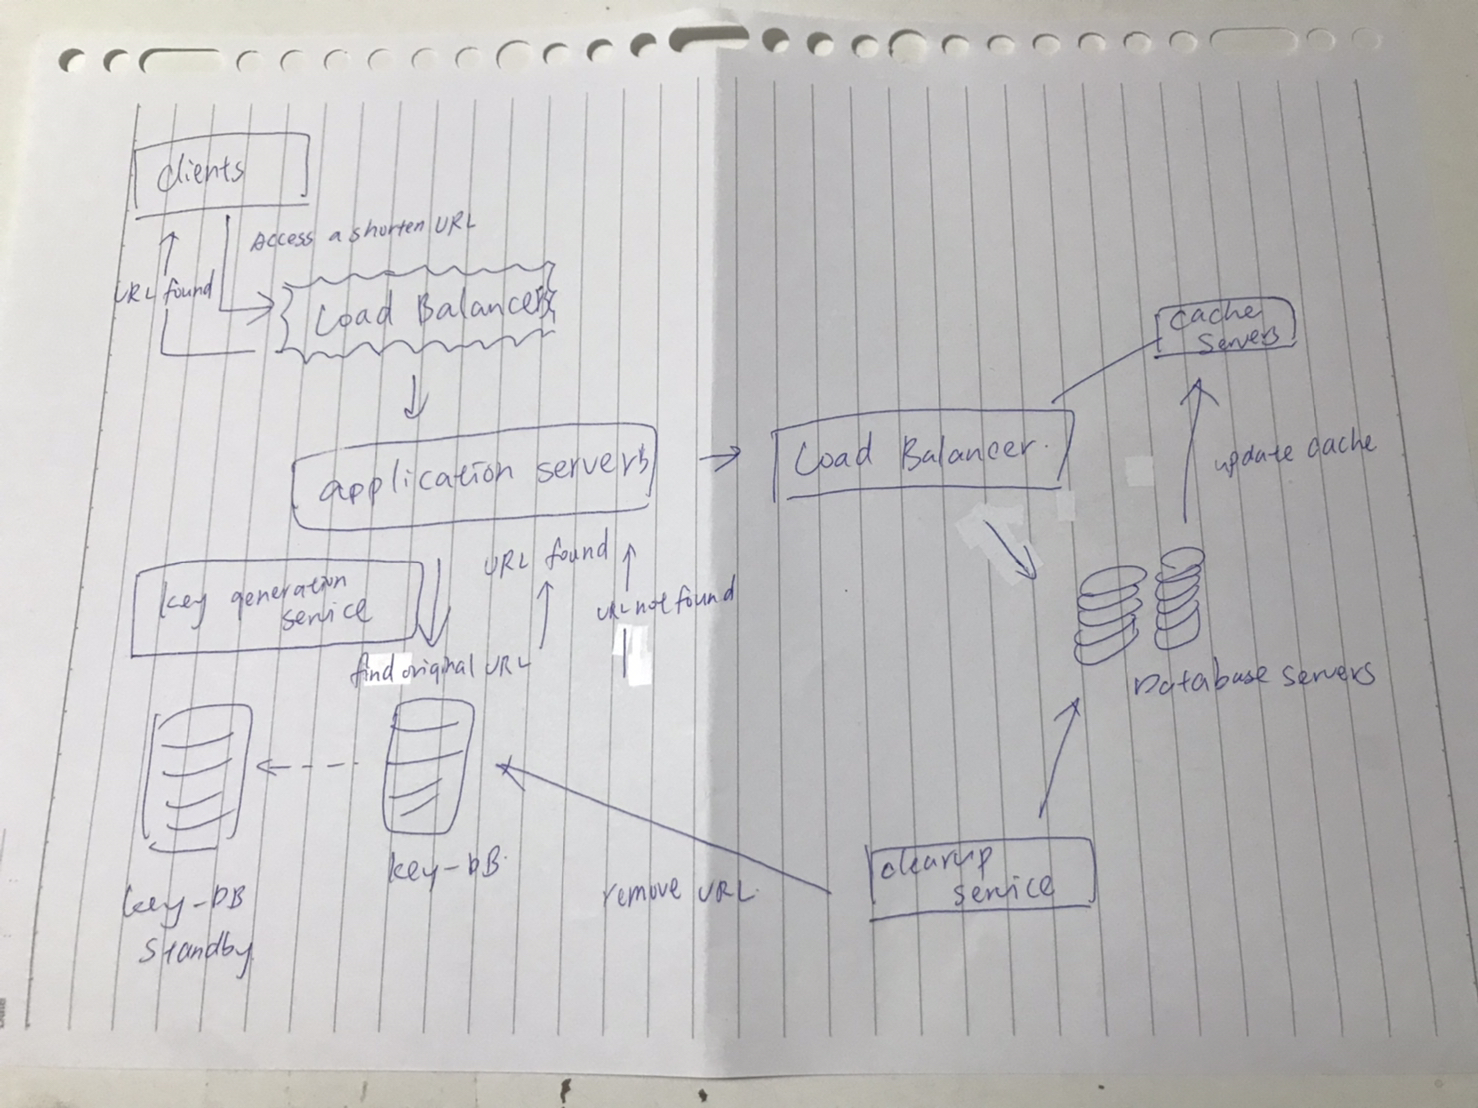 clients
Access a shorten URL
URL found
Load Balancer
Cache
Servers
application servers
Load Balancer.
update cache
URL found
URL not found
key generation
service
find original URL
Database servers
key-DB
Standby
key-DB.
remove URL.
cleanup
service